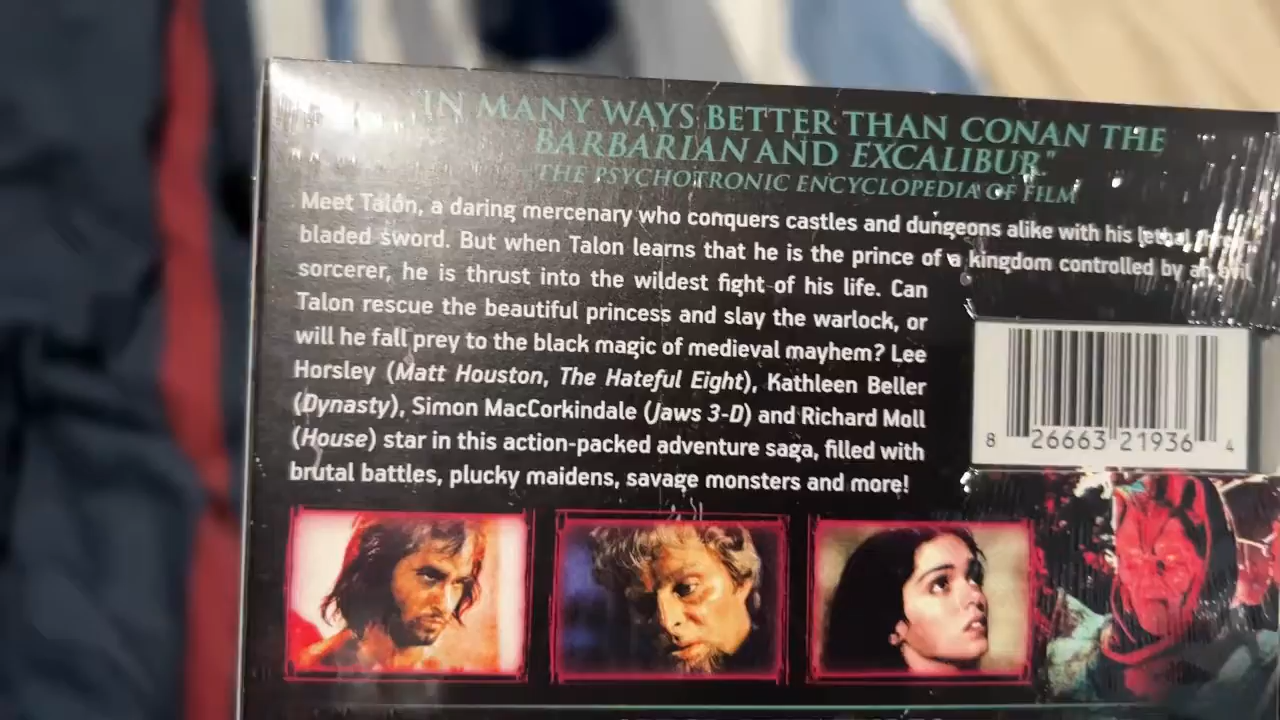 IN MANY WAYS BETTER THAN CONAN THE
BARBARIAN AND EXCALIBUR."
THE PSYCHOTRONIC ENCYCLOPEDIA OF FILM
Meet Talon, a daring mercenary who conquers castles and dungeons alike with his lethal three-
bladed sword. But when Talon learns that he is the prince of a kingdom controlled by an evil
sorcerer, he is thrust into the wildest fight of his life. Can
Talon rescue the beautiful princess and slay the warlock, or
will he fall prey to the black magic of medieval mayhem? Lee
Horsley (Matt Houston, The Hateful Eight), Kathleen Beller
(Dynasty), Simon MacCorkindale (Jaws 3-D) and Richard Moll
(House) star in this action-packed adventure saga, filled with
brutal battles, plucky maidens, savage monsters and more!
8 26663 21936 4